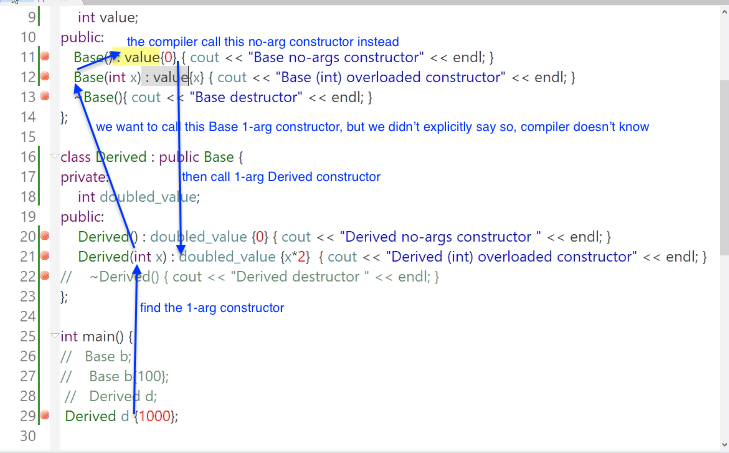 9 int value;
the compiler call this no-arg constructor instead
10 public:
11 Base() : value{0} { cout << "Base no-args constructor" << endl; }
12 Base(int x) : value{x} { cout << "Base (int) overloaded constructor" << endl; }
13 ~Base(){ cout << "Base destructor" << endl; }
14 };
we want to call this Base 1-arg constructor, but we didn't explicitly say so, compiler doesn't know
15
16 class Derived : public Base {
17 private:
then call 1-arg Derived constructor
18 int doubled_value;
19 public:
20 Derived() : doubled_value {0} { cout << "Derived no-args constructor " << endl; }
21 Derived(int x) : doubled_value {x*2} { cout << "Derived (int) overloaded constructor" << endl; }
22 // ~Derived() { cout << "Derived destructor " << endl; }
23 };
find the 1-arg constructor
24
25 int main() {
26 // Base b;
27 // Base b{100};
28 // Derived d;
29 Derived d {1000};
30